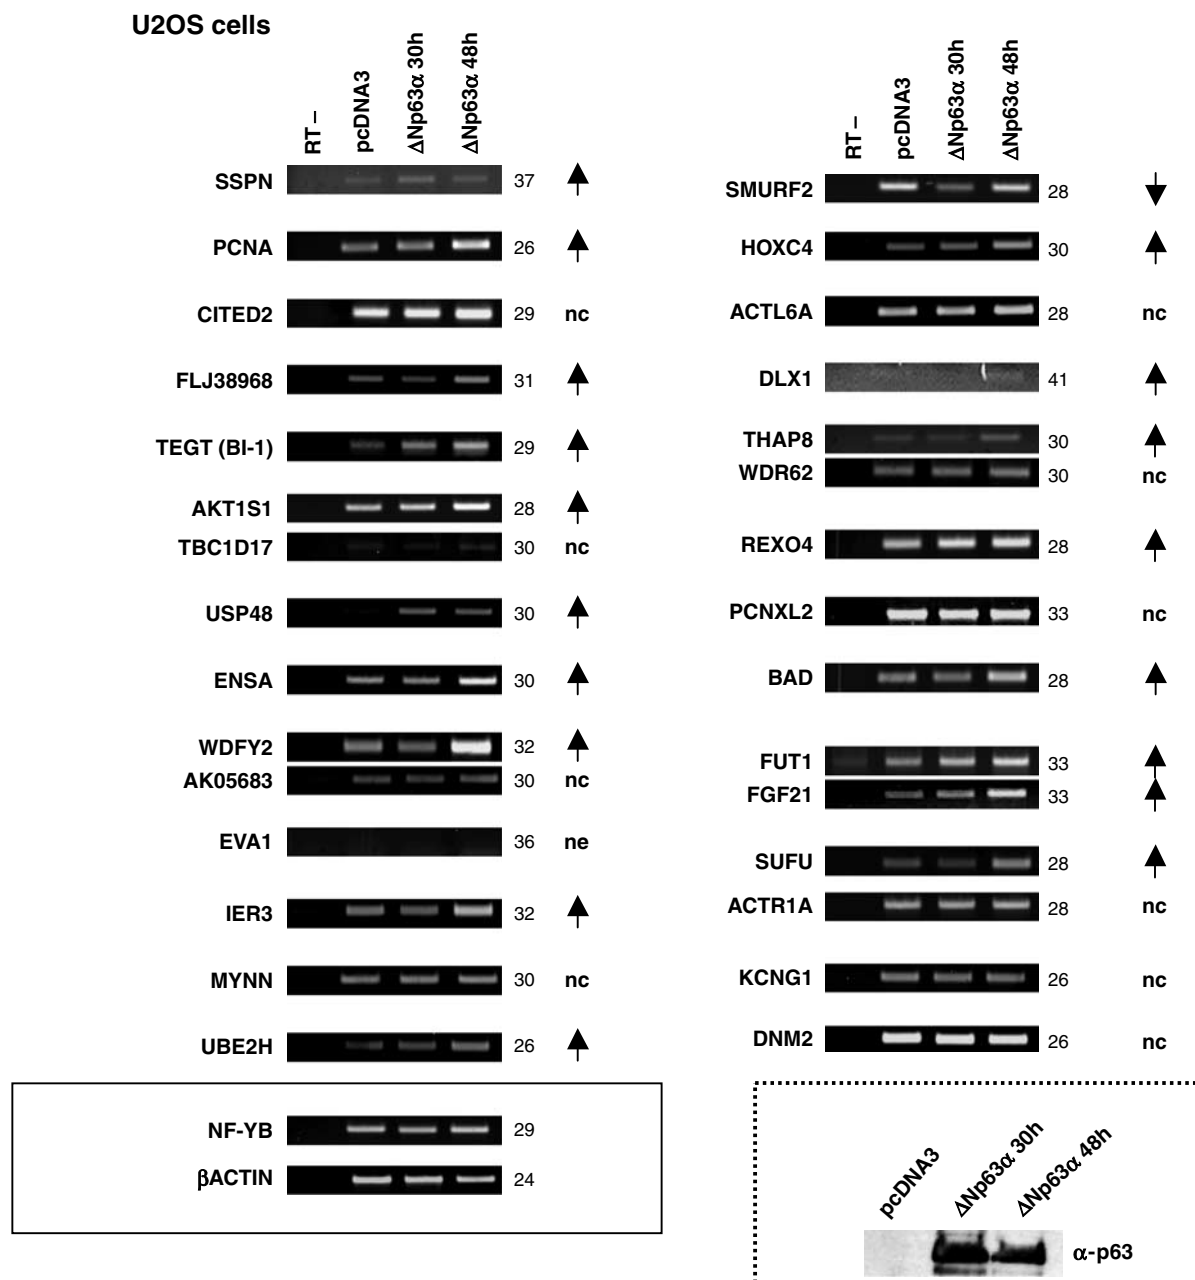 U2OS cells
RT –
pcDNA3
ΔNp63α 30h
ΔNp63α 48h
SSPN 37
PCNA 26
CITED2 29 nc
FLJ38968 31
TEGT (BI-1) 29
AKT1S1 28
TBC1D17 30 nc
USP48 30
ENSA 30
WDFY2 32
AK05683 30 nc
EVA1 36 ne
IER3 32
MYNN 30 nc
UBE2H 26
NF-YB 29
βACTIN 24
RT –
pcDNA3
ΔNp63α 30h
ΔNp63α 48h
SMURF2 28
HOXC4 30
ACTL6A 28 nc
DLX1 41
THAP8 30
WDR62 30 nc
REXO4 28
PCNXL2 33 nc
BAD 28
FUT1 33
FGF21 33
SUFU 28
ACTR1A 28 nc
KCNG1 26 nc
DNM2 26 nc
pcDNA3
ΔNp63α 30h
ΔNp63α 48h
α-p63